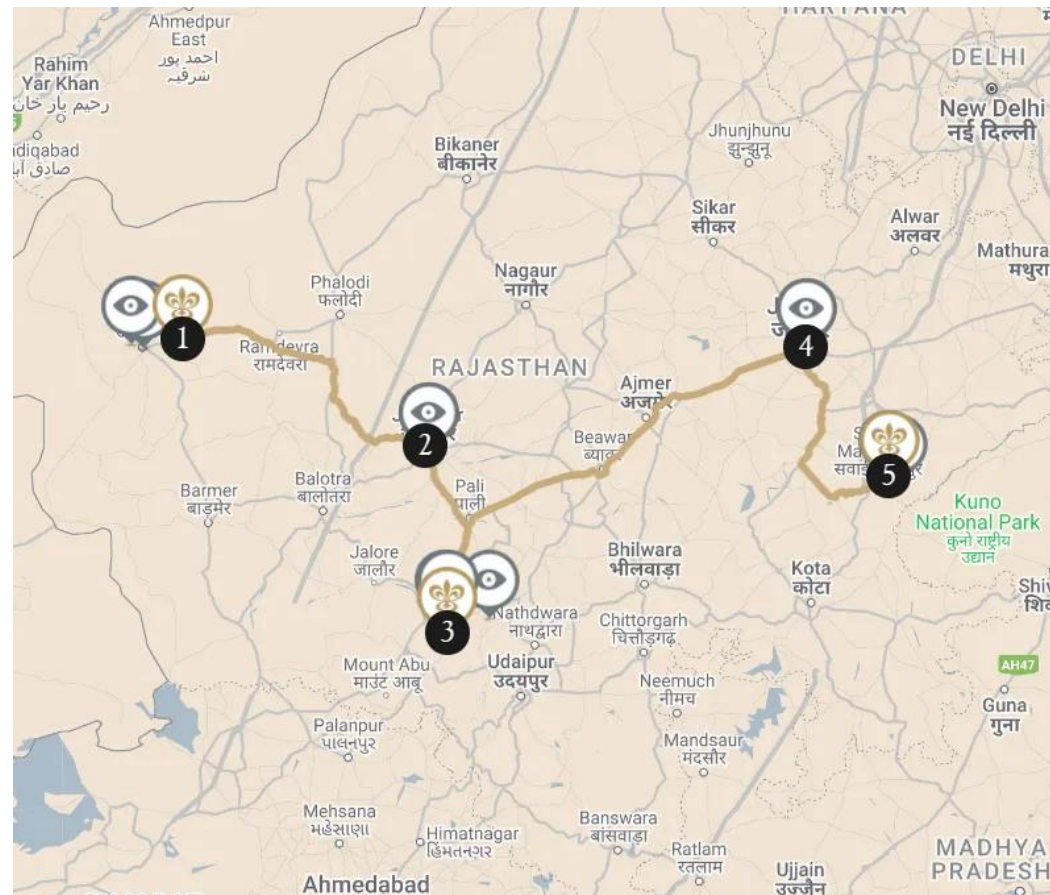 HARYANA
Ahmedpur
East
احمد پور
شرقیہ
Rahim
Yar Khan
رحیم یار خان
DELHI
New Delhi
नई दिल्ली
Jhunjhunu
झुन्झुनू
Bikaner
बीकानेर
Sikar
सीकर
Alwar
अलवर
Mathura
मथुरा
Phalodi
फलोदी
Nagaur
नागौर
1
Ramdevra
रामदेवरा
4
RAJASTHAN
Ajmer
अजमेर
2
Beawar
5
Pali
पाली
Balotra
बालोतरा
Barmer
बाड़मेर
Kuno
National Park
कुनो राष्ट्रीय
उद्यान
Jalore
जालौर
Bhilwara
भीलवाड़ा
Kota
कोटा
3
Nathdwara
नाथद्वारा
Chittorgarh
चित्तौड़गढ़
Mount Abu
माउंट आबू
Udaipur
उदयपुर
Neemuch
नीमच
AH47
Guna
गुना
Palanpur
પાલનપુર
Mandsaur
मंदसौर
Mehsana
મહેસાણા
Himatnagar
હિંમતનગર
Banswara
बांसवाड़ा
Ratlam
रतलाम
Ujjain
उज्जैन
MADHYA
PRADESH
Ahmedabad